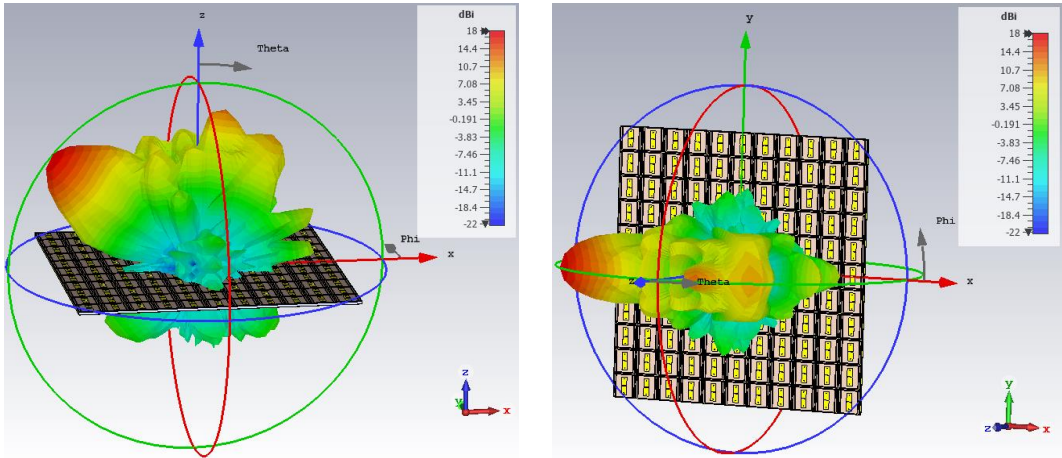 z
Theta
Phi
x
z
y
x
dBi
18
14.4
10.7
7.08
3.45
-0.191
-3.83
-7.46
-11.1
-14.7
-18.4
-22
y
Phi
z
Theta
x
y
z
x
dBi
18
14.4
10.7
7.08
3.45
-0.191
-3.83
-7.46
-11.1
-14.7
-18.4
-22